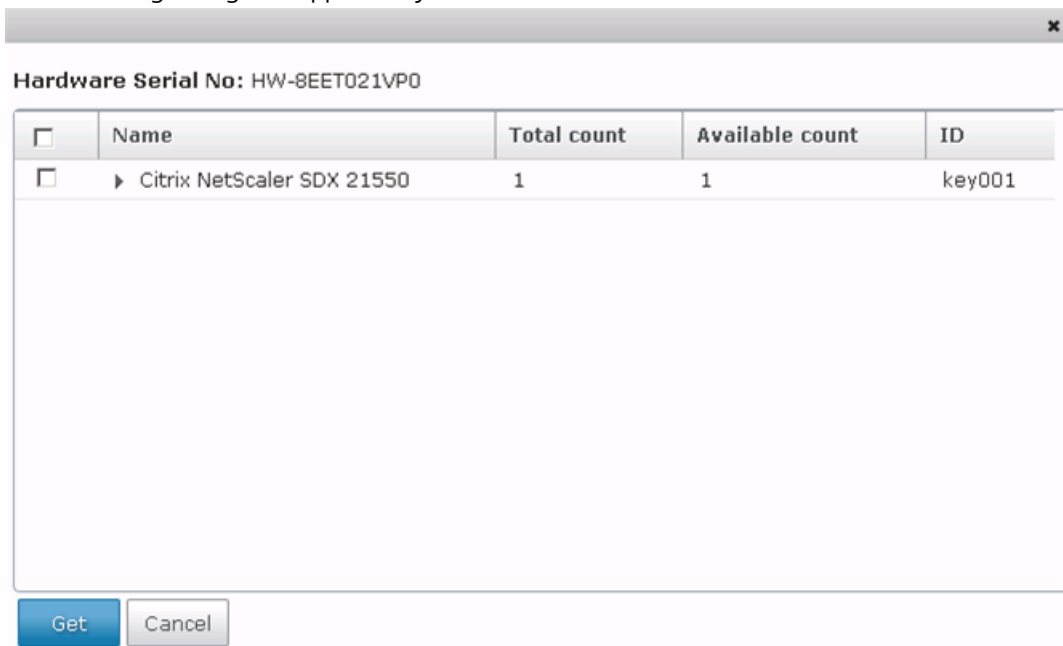 Hardware Serial No: HW-8EET021VP0
Name Total count Available count ID
Citrix NetScaler SDX 21550 1 1 key001
Get Cancel